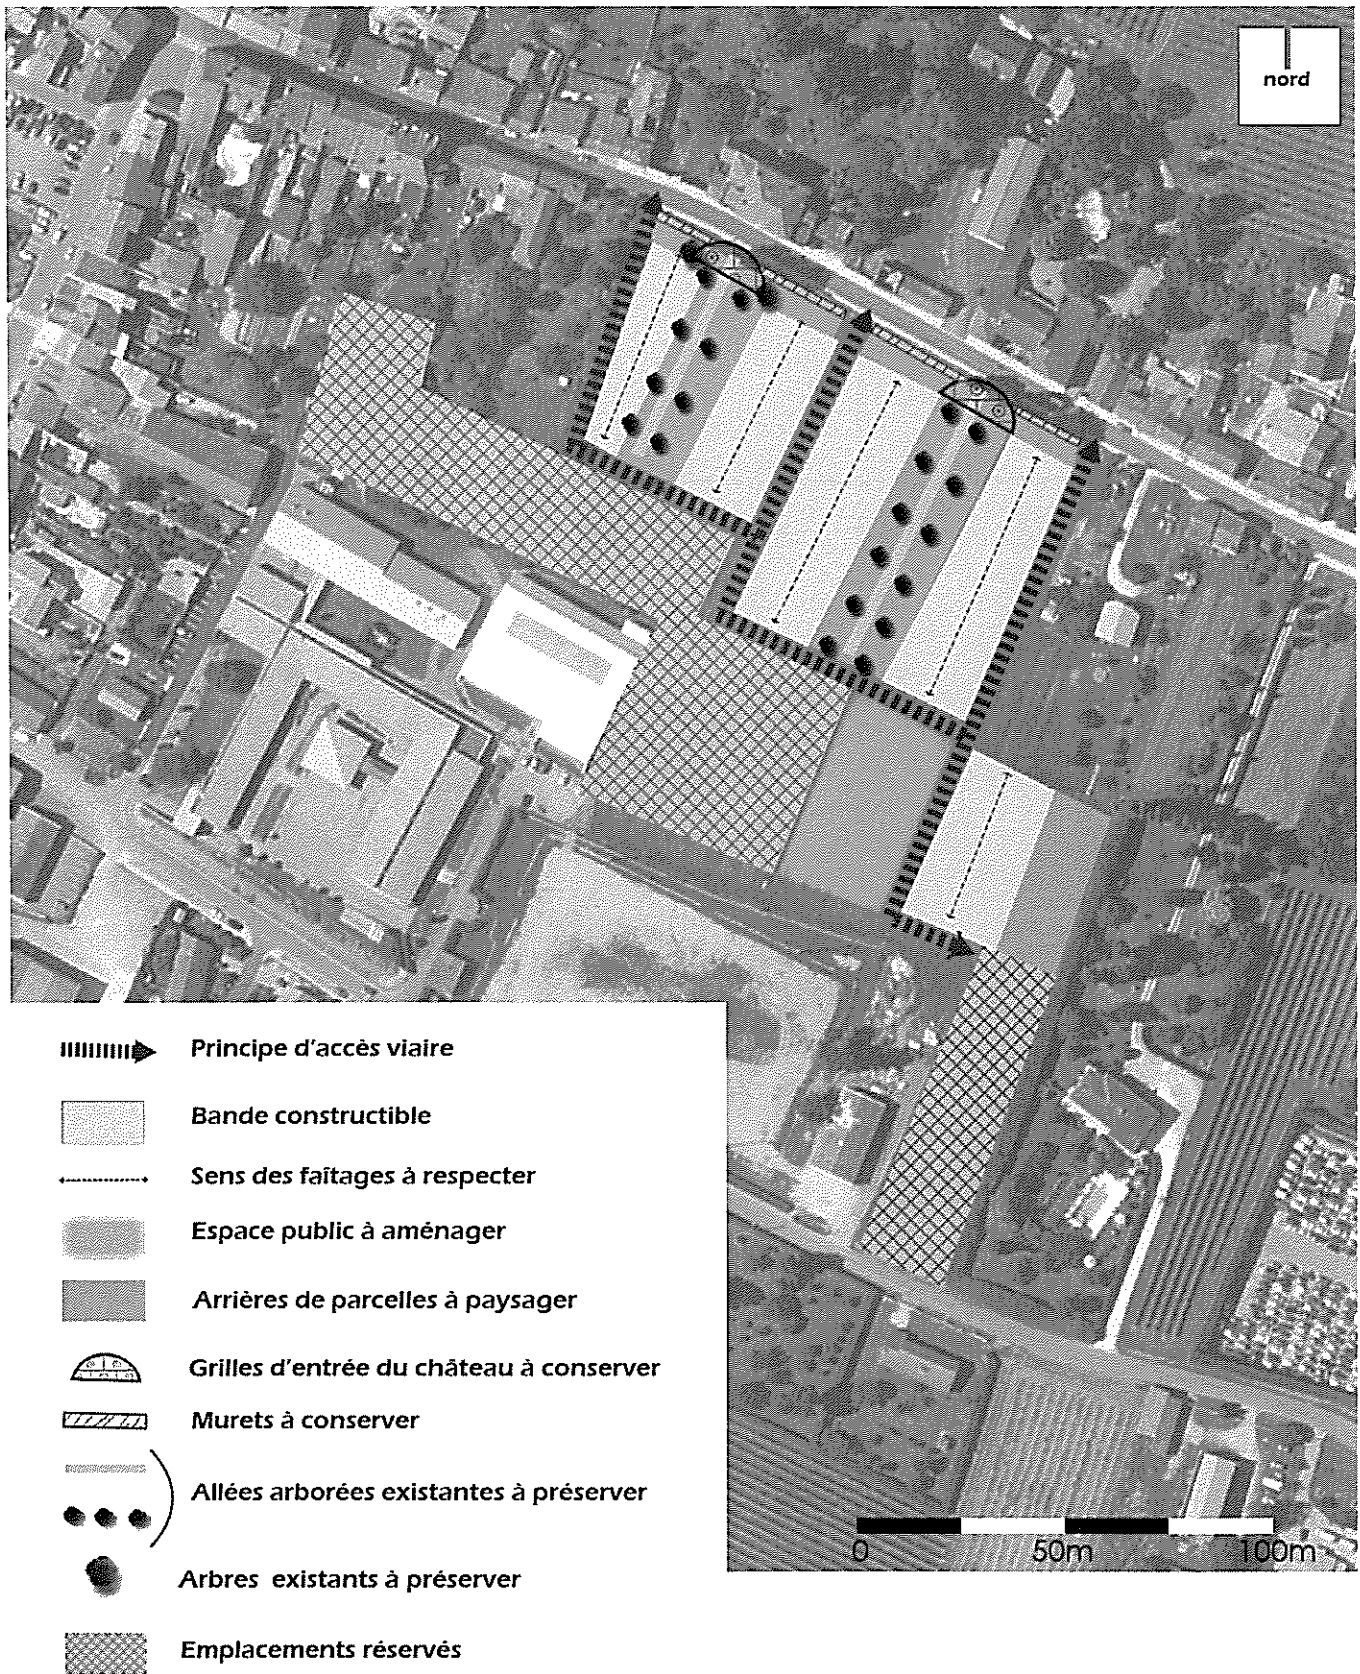 nord
Principe d'accès viaire
Bande constructible
Sens des faîtages à respecter
Espace public à aménager
Arrières de parcelles à paysager
Grilles d'entrée du château à conserver
Murets à conserver
Allées arborées existantes à préserver
0 50m 100m
Arbres existants à préserver
Emplacements réservés